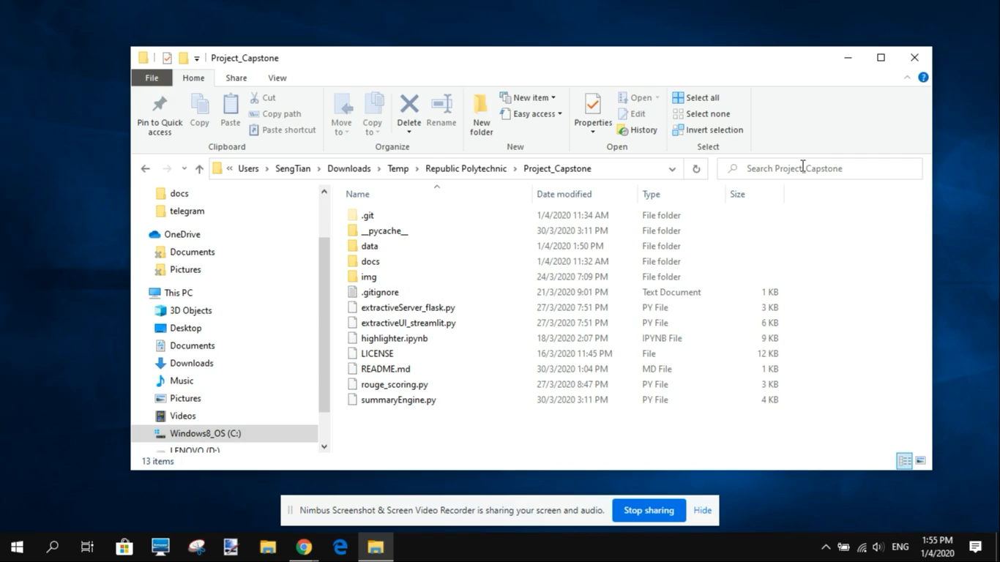 Project_Capstone
File Home Share View
Pin to Quick access
Copy
Paste
Cut
Copy path
Paste shortcut
Clipboard
Move to
Copy to
Delete
Rename
Organize
New folder
New item
Easy access
New
Properties
Open
Edit
History
Open
Select all
Select none
Invert selection
Select
« Users > SengTian > Downloads > Temp > Republic Polytechnic > Project_Capstone
Search Project_Capstone
docs
telegram
OneDrive
Documents
Pictures
This PC
3D Objects
Desktop
Documents
Downloads
Music
Pictures
Videos
Windows8_OS (C:)
LENOVO (D:)
Name Date modified Type Size
.git 1/4/2020 11:34 AM File folder
__pycache__ 30/3/2020 3:11 PM File folder
data 1/4/2020 1:50 PM File folder
docs 1/4/2020 11:32 AM File folder
img 24/3/2020 7:09 PM File folder
.gitignore 21/3/2020 9:01 PM Text Document 1 KB
extractiveServer_flask.py 27/3/2020 7:51 PM PY File 3 KB
extractiveUI_streamlit.py 27/3/2020 7:51 PM PY File 6 KB
highlighter.ipynb 18/3/2020 2:07 PM IPYNB File 9 KB
LICENSE 16/3/2020 11:45 PM File 12 KB
README.md 30/3/2020 1:04 PM MD File 1 KB
rouge_scoring.py 27/3/2020 8:47 PM PY File 3 KB
summaryEngine.py 30/3/2020 3:11 PM PY File 4 KB
13 items
Nimbus Screenshot & Screen Video Recorder is sharing your screen and audio. Stop sharing Hide
ENG
1:55 PM
1/4/2020